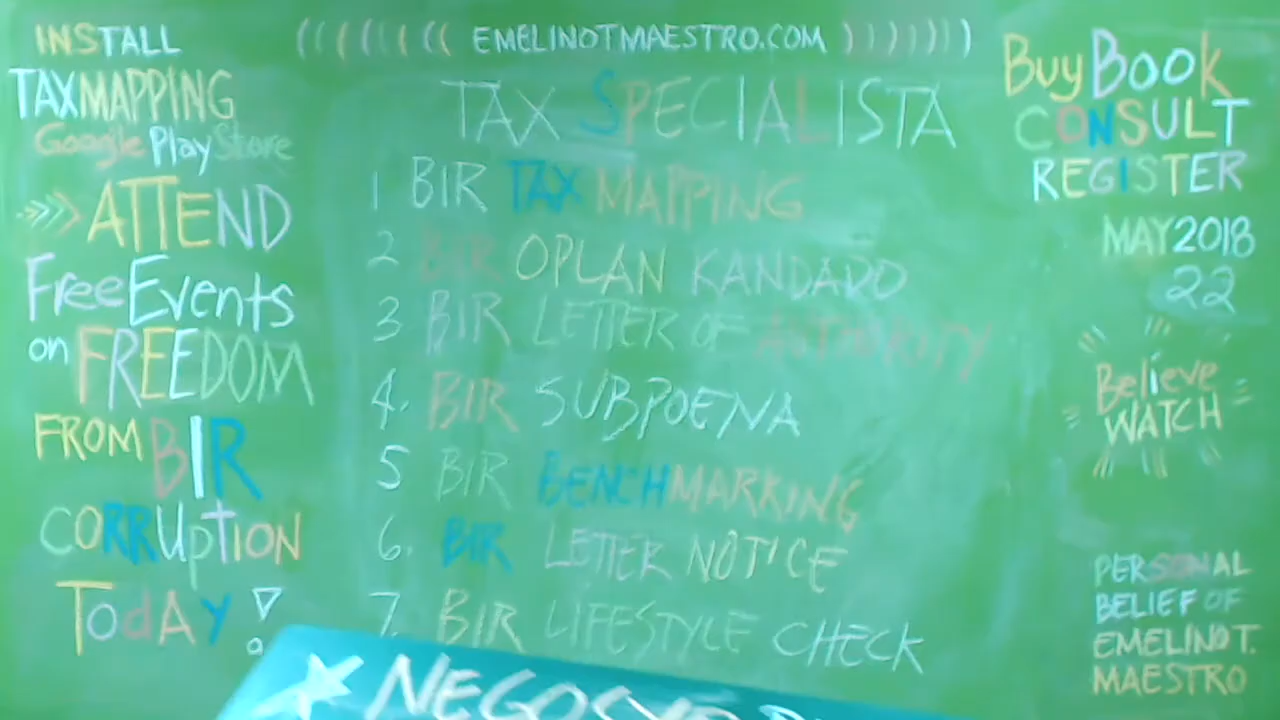 INSTALL
TAXMAPPING
Google Play Store
>>> ATTEND
Free Events
on FREEDOM
FROM BIR
CORRUPTION
TodAy!
((((((( EMELINOTMAESTRO.COM )))))))
TAX SPECIALISTA
1 BIR TAX MAPPING
2 BIR OPLAN KANDADO
3 BIR LETTER OF AUTHORITY
4. BIR SUBPOENA
5 BIR BENCHMARKING
6. BIR LETTER NOTICE
7. BIR LIFESTYLE CHECK
Buy Book
CONSULT
REGISTER
MAY 2018
22
Believe
WATCH
PERSONAL
BELIEF OF
EMELINO T.
MAESTRO